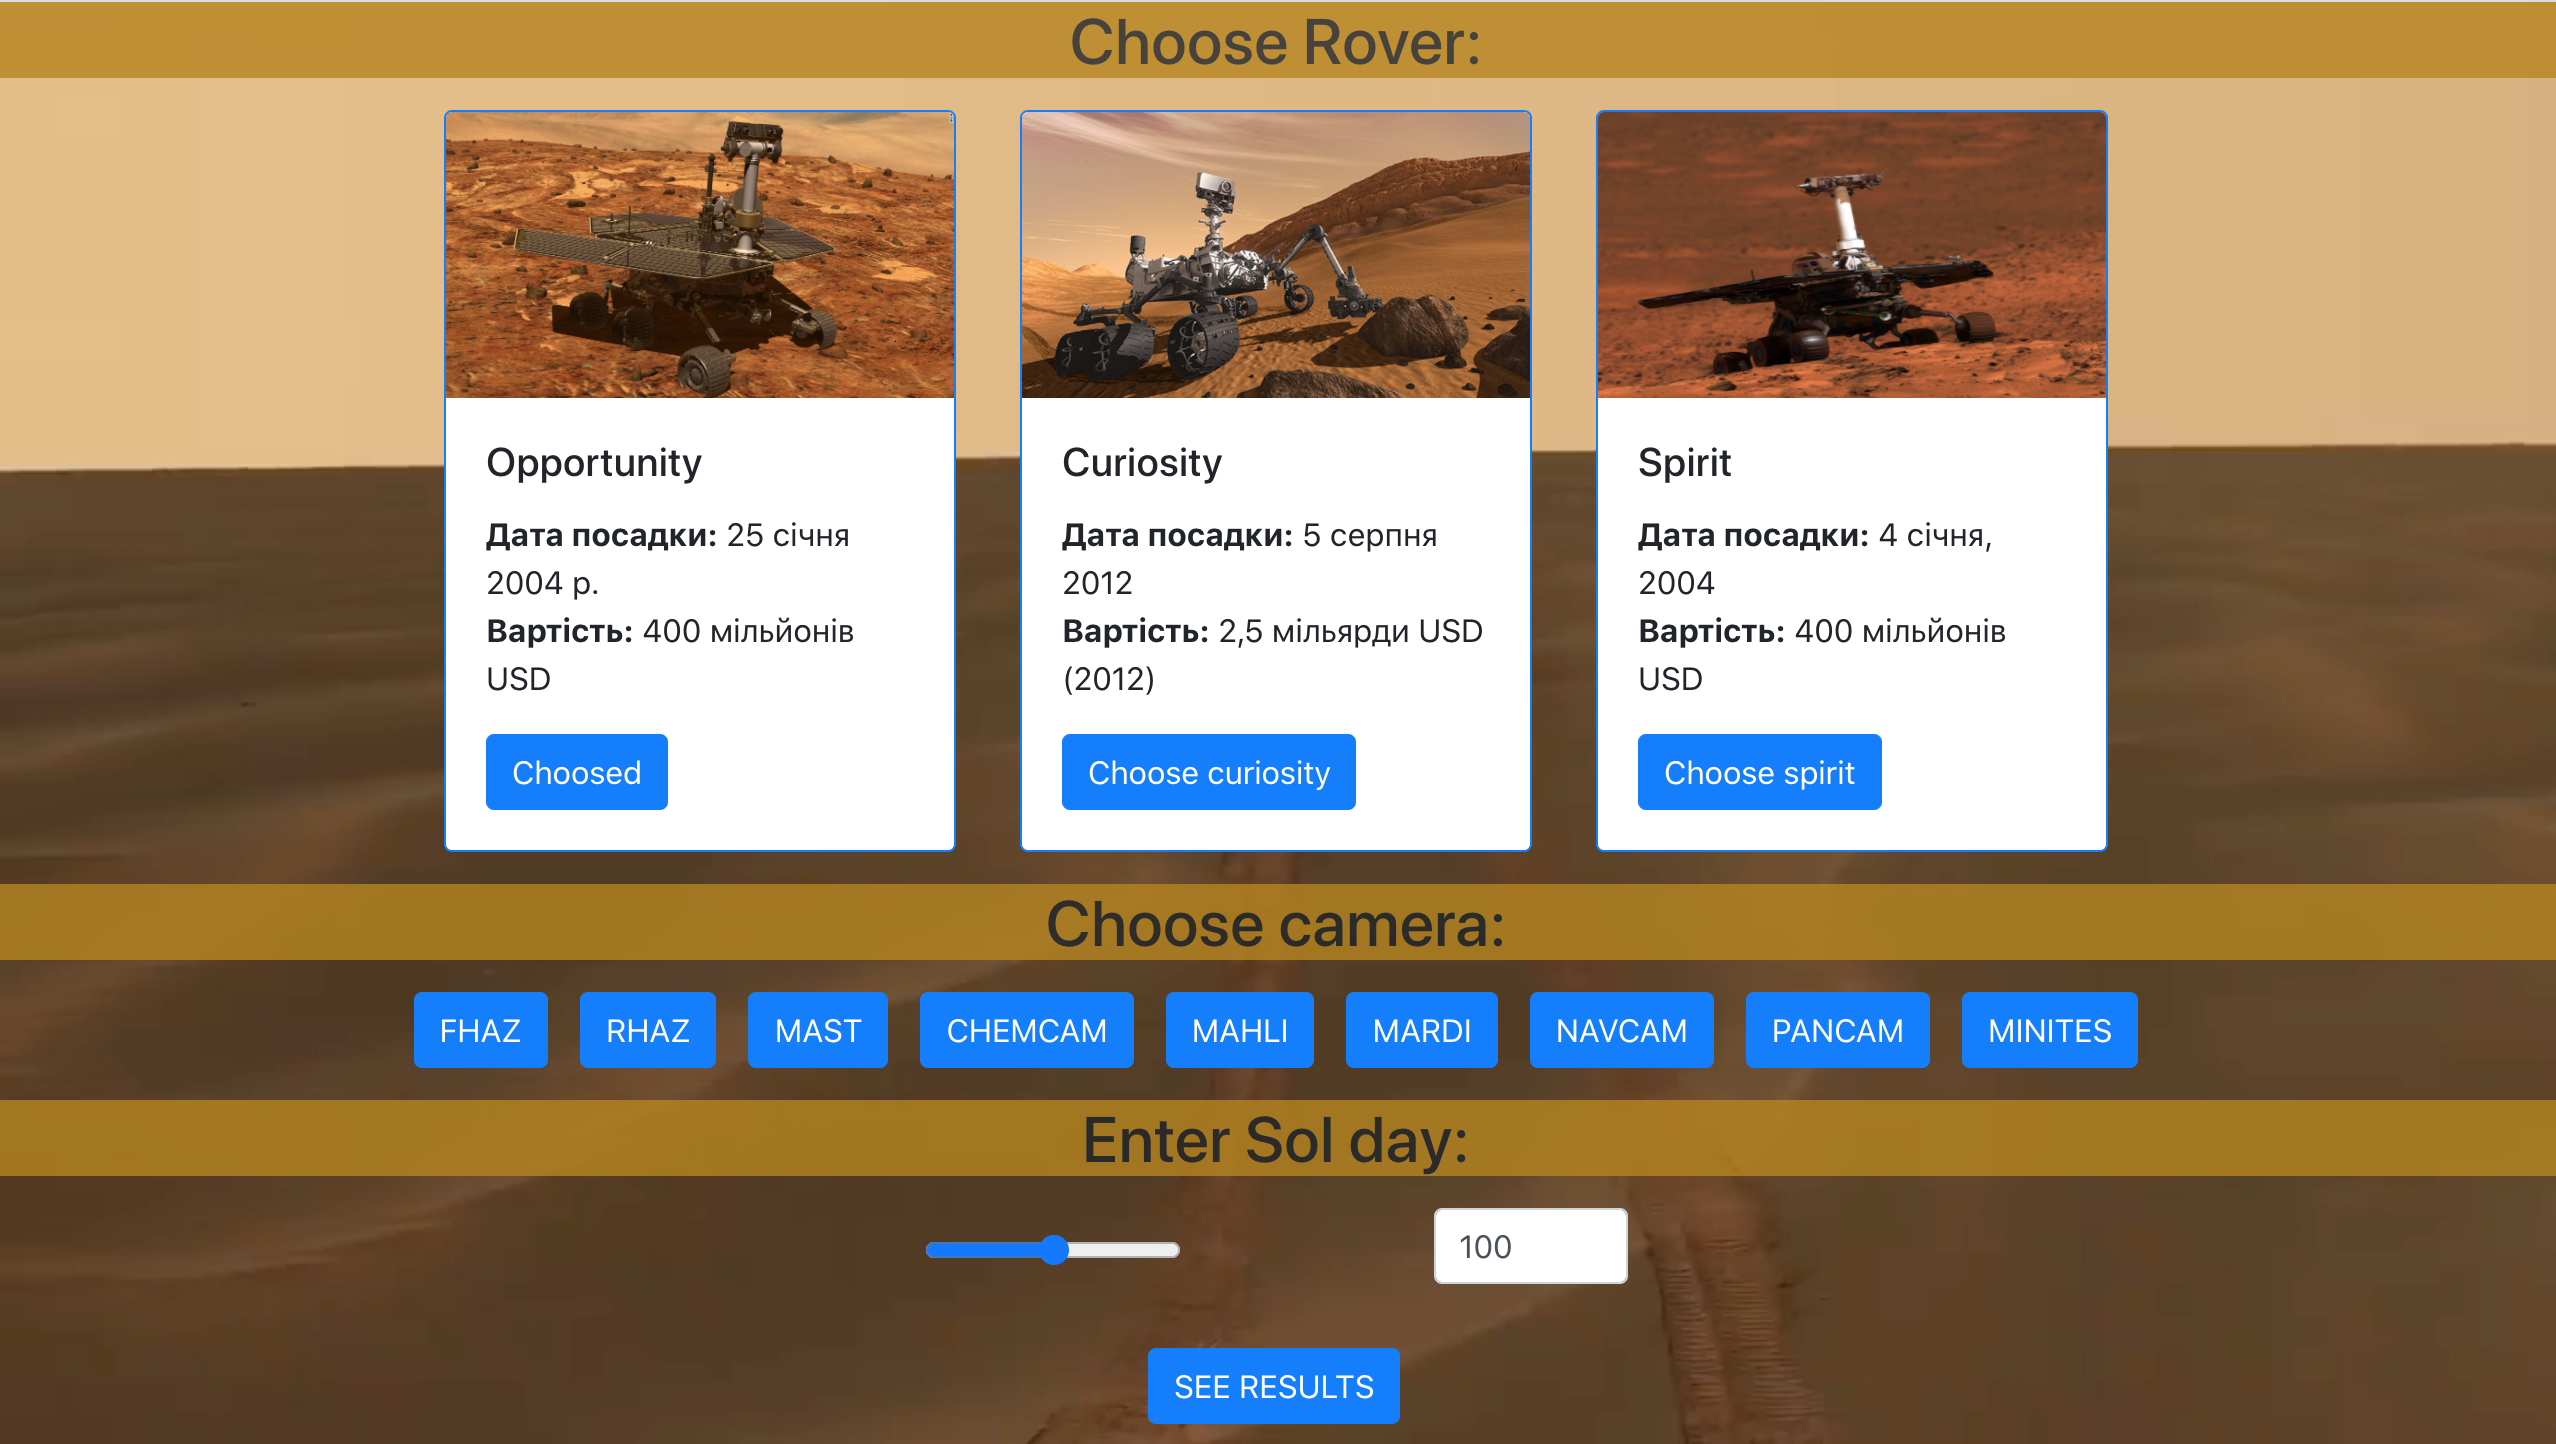 Choose Rover:
Opportunity
Дата посадки: 25 січня
2004 р.
Вартість: 400 мільйонів
USD
Choosed
Curiosity
Дата посадки: 5 серпня
2012
Вартість: 2,5 мільярди USD
(2012)
Choose curiosity
Spirit
Дата посадки: 4 січня,
2004
Вартість: 400 мільйонів
USD
Choose spirit
Choose camera:
FHAZ
RHAZ
MAST
CHEMCAM
MAHLI
MARDI
NAVCAM
PANCAM
MINITES
Enter Sol day:
100
SEE RESULTS